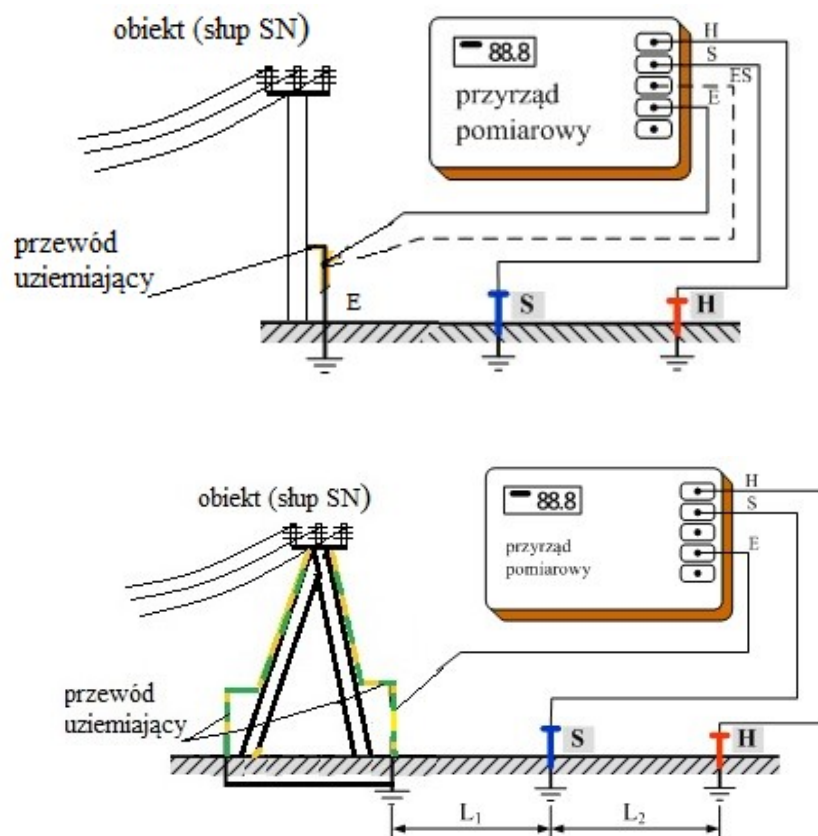 obiekt (słup SN)
88.8
przyrząd
pomiarowy
H
S
ES
E
przewód
uziemiający
E
S
H
obiekt (słup SN)
88.8
przyrząd
pomiarowy
H
S
E
przewód
uziemiający
S
H
L₁
L₂